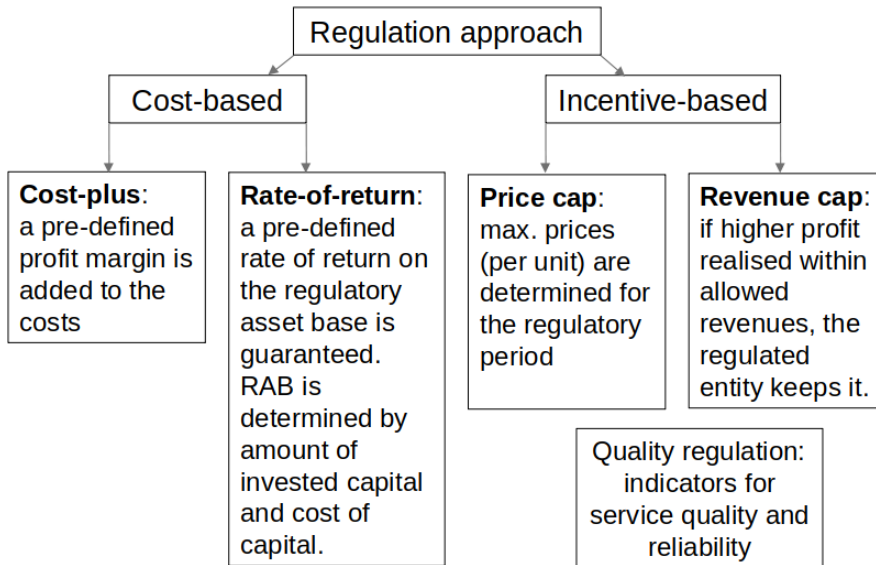 Regulation approach
Cost-based
Incentive-based
Cost-plus:
a pre-defined
profit margin is
added to the
costs
Rate-of-return:
a pre-defined
rate of return on
the regulatory
asset base is
guaranteed.
RAB is
determined by
amount of
invested capital
and cost of
capital.
Price cap:
max. prices
(per unit) are
determined for
the regulatory
period
Revenue cap:
if higher profit
realised within
allowed
revenues, the
regulated
entity keeps it.
Quality regulation:
indicators for
service quality and
reliability